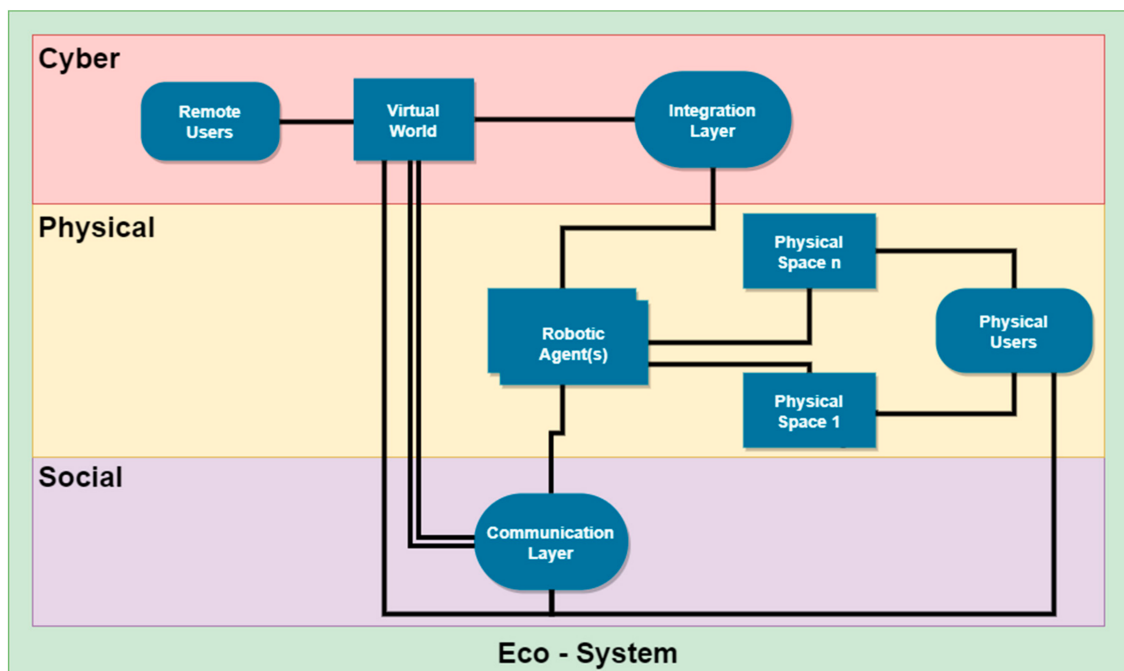 Cyber
Remote
Users
Virtual
World
Integration
Layer
Physical
Physical
Space n
Robotic
Agent(s)
Physical
Users
Physical
Space 1
Social
Communication
Layer
Eco - System